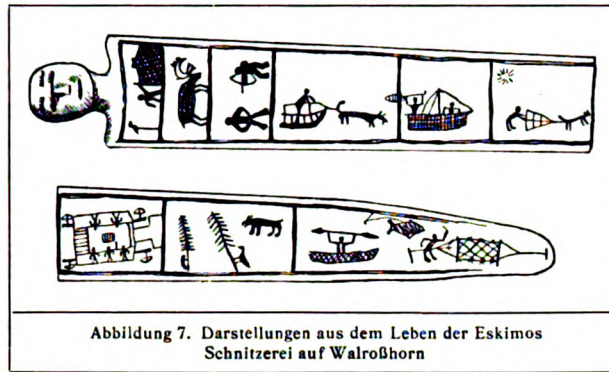 Abbildung 7. Darstellungen aus dem Leben der Eskimos
Schnitzerei auf Walroßhorn